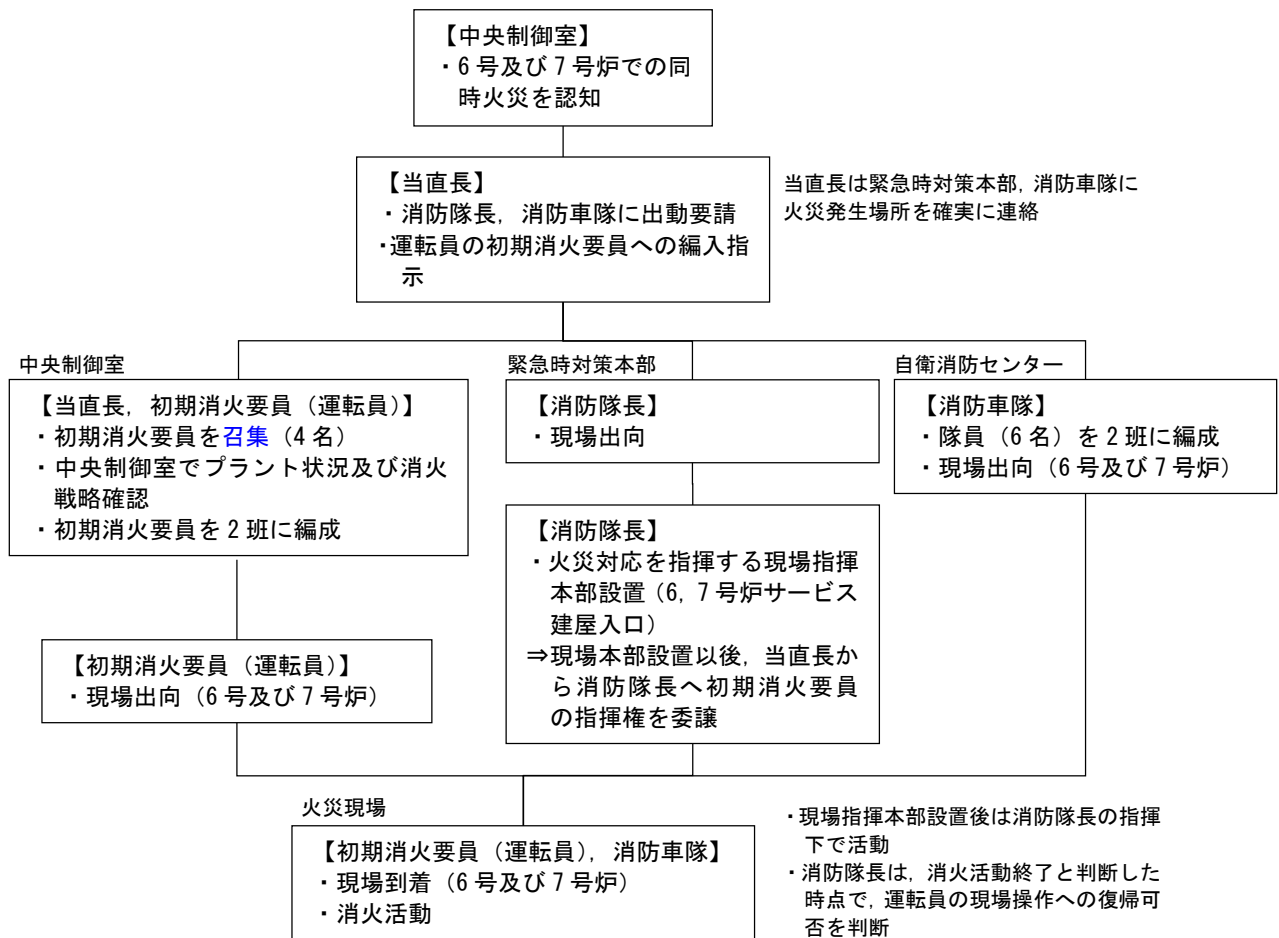 【中央制御室】
・6号及び7号炉での同
時火災を認知
【当直長】
・消防隊長，消防車隊に出動要請
・運転員の初期消火要員への編入指
示
当直長は緊急時対策本部，消防車隊に
火災発生場所を確実に連絡
中央制御室
【当直長，初期消火要員（運転員）】
・初期消火要員を召集（4名）
・中央制御室でプラント状況及び消火
戦略確認
・初期消火要員を2班に編成
緊急時対策本部
【消防隊長】
・現場出向
自衛消防センター
【消防車隊】
・隊員（6名）を2班に編成
・現場出向（6号及び7号炉）
【初期消火要員（運転員）】
・現場出向（6号及び7号炉）
【消防隊長】
・火災対応を指揮する現場指揮
本部設置（6，7号炉サービス
建屋入口）
⇒現場本部設置以後，当直長か
ら消防隊長へ初期消火要員
の指揮権を委譲
火災現場
【初期消火要員（運転員），消防車隊】
・現場到着（6号及び7号炉）
・消火活動
・現場指揮本部設置後は消防隊長の指揮
下で活動
・消防隊長は，消火活動終了と判断した
時点で，運転員の現場操作への復帰可
否を判断